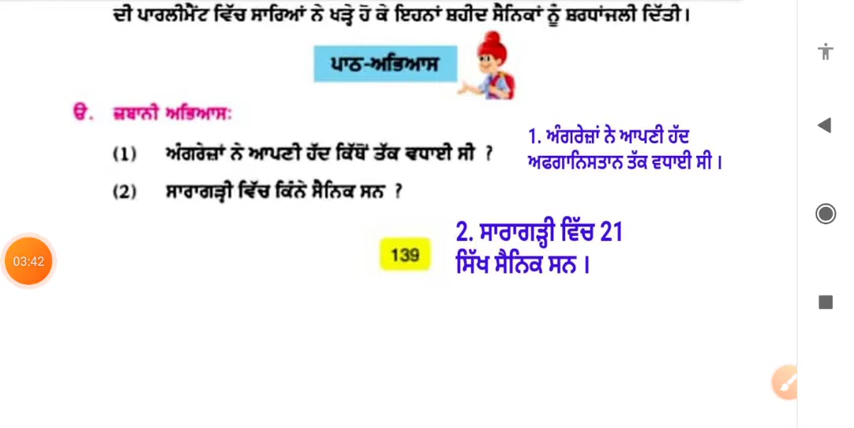 ਦੀ ਪਾਰਲੀਮੈਂਟ ਵਿੱਚ ਸਾਰਿਆਂ ਨੇ ਖੜ੍ਹੇ ਹੋ ਕੇ ਇਹਨਾਂ ਸ਼ਹੀਦ ਸੈਨਿਕਾਂ ਨੂੰ ਸ਼ਰਧਾਂਜਲੀ ਦਿੱਤੀ।
ਪਾਠ-ਅਭਿਆਸ
ੳ. ਜ਼ਬਾਨੀ ਅਭਿਆਸ:
(1) ਅੰਗਰੇਜ਼ਾਂ ਨੇ ਆਪਣੀ ਹੱਦ ਕਿੱਥੋਂ ਤੱਕ ਵਧਾਈ ਸੀ ?
1. ਅੰਗਰੇਜ਼ਾਂ ਨੇ ਆਪਣੀ ਹੱਦ
ਅਫਗਾਨਿਸਤਾਨ ਤੱਕ ਵਧਾਈ ਸੀ ।
(2) ਸਾਰਾਗੜ੍ਹੀ ਵਿੱਚ ਕਿੰਨੇ ਸੈਨਿਕ ਸਨ ?
2. ਸਾਰਾਗੜ੍ਹੀ ਵਿੱਚ 21
ਸਿੱਖ ਸੈਨਿਕ ਸਨ ।
139
03:42